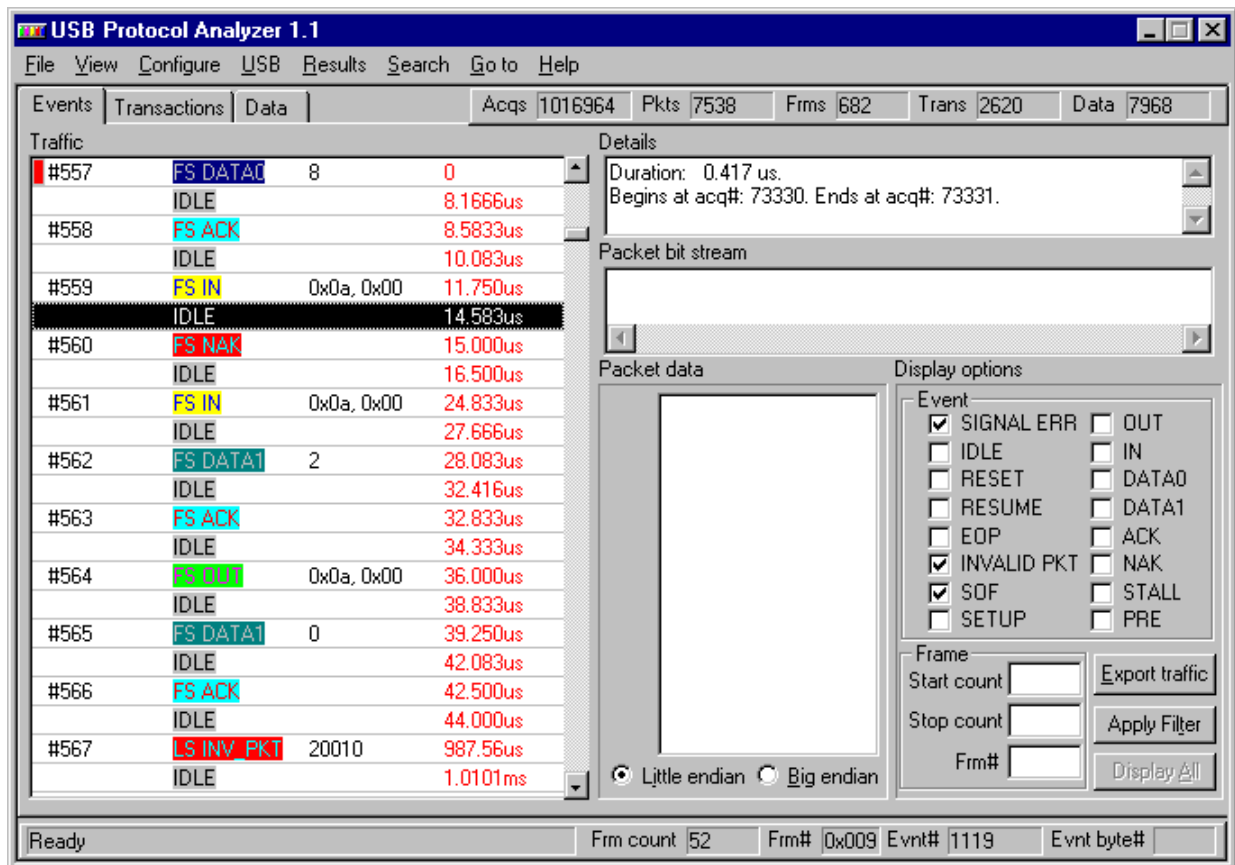 USB Protocol Analyzer 1.1
File View Configure USB Results Search Go to Help
Events Transactions Data Acqs 1016964 Pkts 7538 Frms 682 Trans 2620 Data 7968
Traffic
#557 FS DATA0 8 0
IDLE 8.1666us
#558 FS ACK 8.5833us
IDLE 10.083us
#559 FS IN 0x0a, 0x00 11.750us
IDLE 14.583us
#560 FS NAK 15.000us
IDLE 16.500us
#561 FS IN 0x0a, 0x00 24.833us
IDLE 27.666us
#562 FS DATA1 2 28.083us
IDLE 32.416us
#563 FS ACK 32.833us
IDLE 34.333us
#564 FS OUT 0x0a, 0x00 36.000us
IDLE 38.833us
#565 FS DATA1 0 39.250us
IDLE 42.083us
#566 FS ACK 42.500us
IDLE 44.000us
#567 LS INV_PKT 20010 987.56us
IDLE 1.0101ms
Details
Duration: 0.417 us.
Begins at acq#: 73330. Ends at acq#: 73331.
Packet bit stream
Packet data
Little endian Big endian
Display options
Event
SIGNAL ERR OUT
IDLE IN
RESET DATA0
RESUME DATA1
EOP ACK
INVALID PKT NAK
SOF STALL
SETUP PRE
Frame
Start count
Stop count
Frm#
Export traffic
Apply Filter
Display All
Ready Frm count 52 Frm# 0x009 Evnt# 1119 Evnt byte#